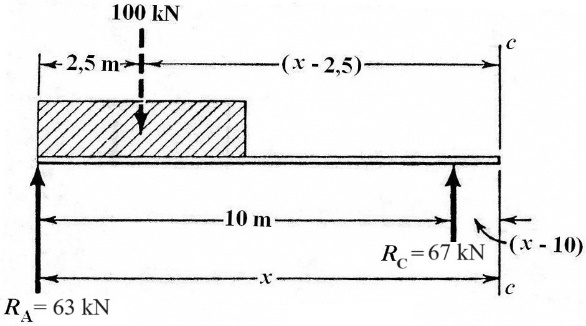 100 kN
c
2,5 m
(x - 2,5)
10 m
R_C = 67 kN
(x - 10)
x
c
R_A = 63 kN